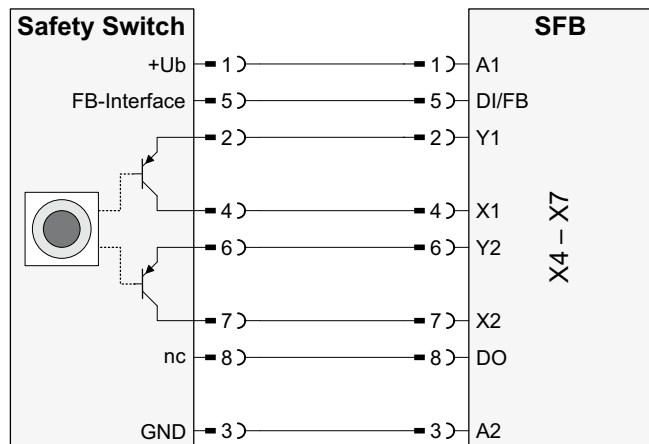 Safety Switch SFB
+Ub 1 1 A1
FB-Interface 5 5 DI/FB
2 2 Y1
4 4 X1
6 6 Y2
X4 – X7
7 7 X2
nc 8 8 DO
GND 3 3 A2